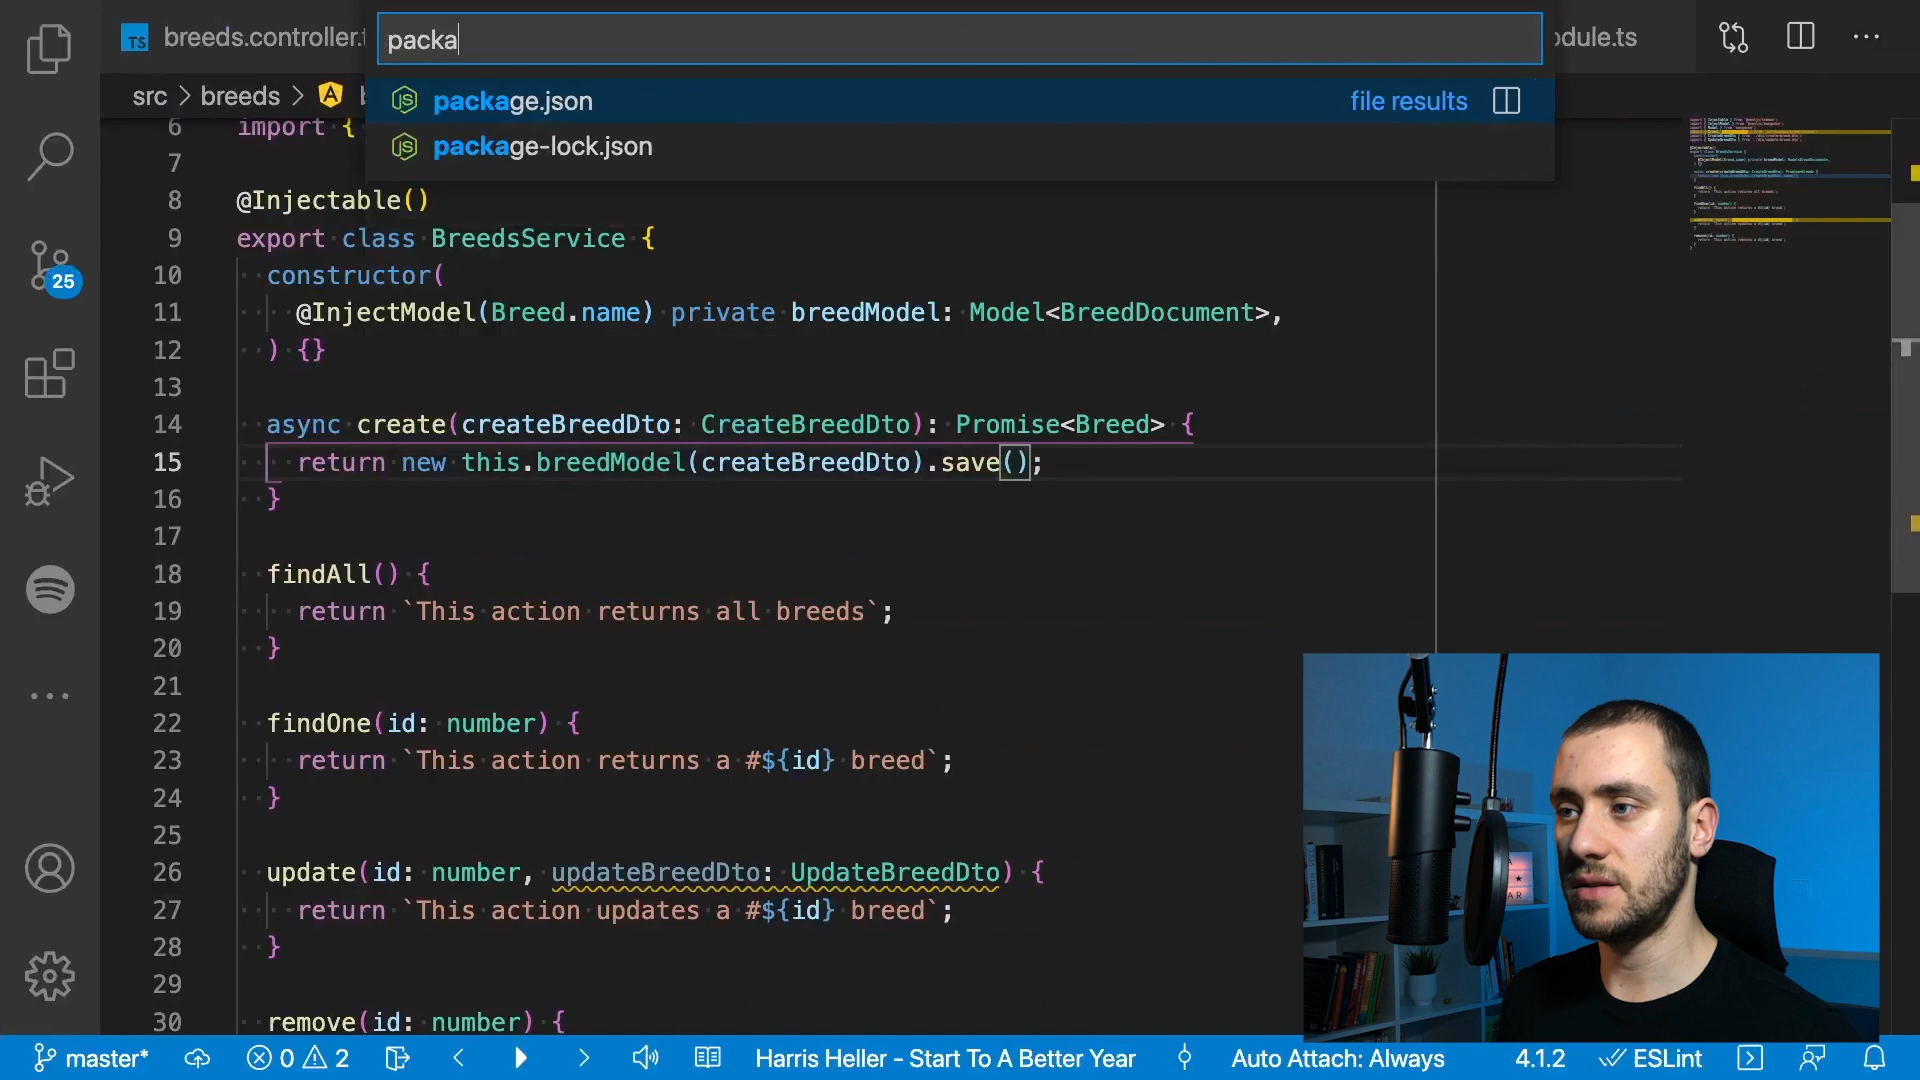 TS breeds.controller.t
packa
odule.ts
package.json file results
package-lock.json
src > breeds >
6 import {
7
8 @Injectable()
9 export class BreedsService {
10 constructor(
11 @InjectModel(Breed.name) private breedModel: Model<BreedDocument>,
12 ) {}
13
14 async create(createBreedDto: CreateBreedDto): Promise<Breed> {
15 return new this.breedModel(createBreedDto).save();
16 }
17
18 findAll() {
19 return `This action returns all breeds`;
20 }
21
22 findOne(id: number) {
23 return `This action returns a #${id} breed`;
24 }
25
26 update(id: number, updateBreedDto: UpdateBreedDto) {
27 return `This action updates a #${id} breed`;
28 }
29
30 remove(id: number) {
25
master* 0 2 Harris Heller - Start To A Better Year Auto Attach: Always 4.1.2 ESLint